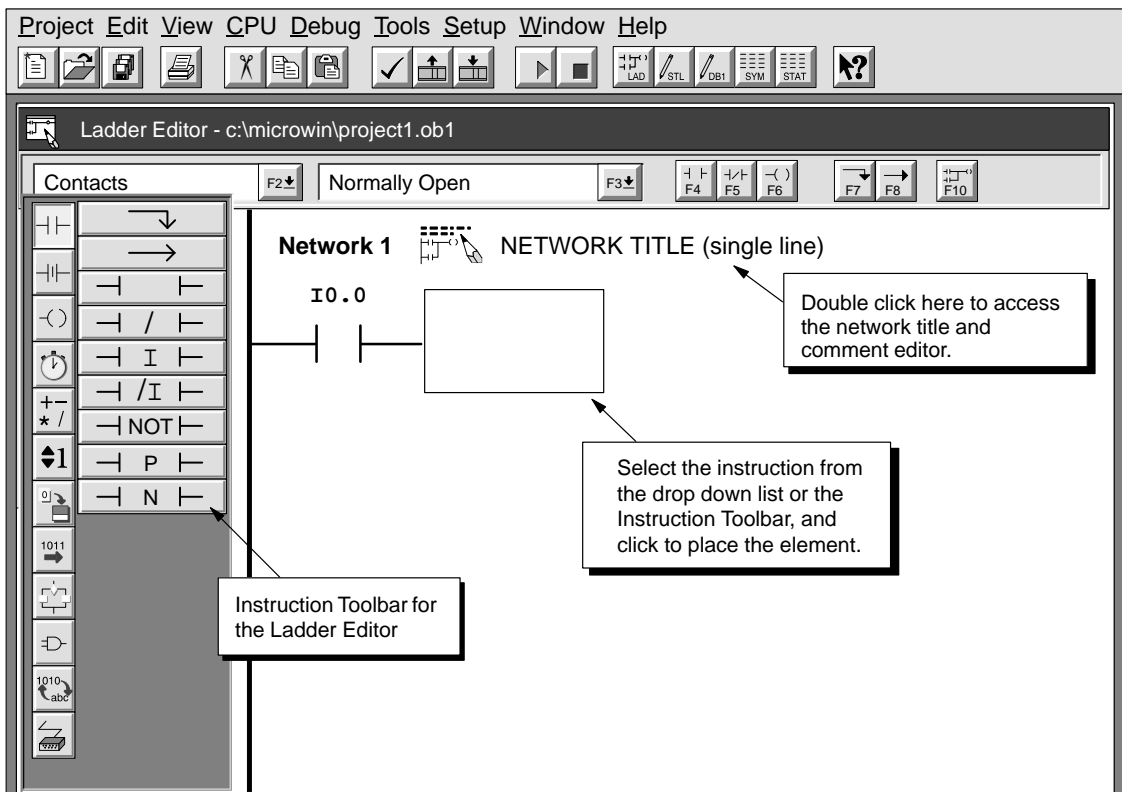 Project Edit View CPU Debug Tools Setup Window Help
LAD STL DB1 SYM STAT ?
Ladder Editor - c:\microwin\project1.ob1
Contacts F2 Normally Open F3 F4 F5 F6 F7 F8 F10
Network 1 NETWORK TITLE (single line)
I0.0
Double click here to access
the network title and
comment editor.
/
I
/I
NOT
P
N
+−
* /
1
0
1011
1010
abc
Select the instruction from
the drop down list or the
Instruction Toolbar, and
click to place the element.
Instruction Toolbar for
the Ladder Editor